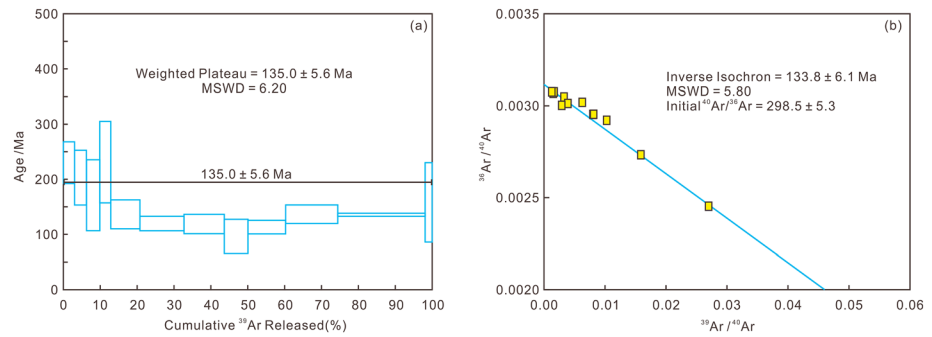 (a)
500
400
300
200
100
0
Age/Ma
Weighted Plateau = 135.0 ± 5.6 Ma
MSWD = 6.20
135.0 ± 5.6 Ma
0 10 20 30 40 50 60 70 80 90 100
Cumulative ³⁹Ar Released(%)
(b)
0.0035
0.0030
0.0025
0.0020
³⁶Ar/⁴⁰Ar
Inverse Isochron = 133.8 ± 6.1 Ma
MSWD = 5.80
Initial⁴⁰Ar/³⁶Ar = 298.5 ± 5.3
0.00 0.01 0.02 0.03 0.04 0.05 0.06
³⁹Ar/⁴⁰Ar